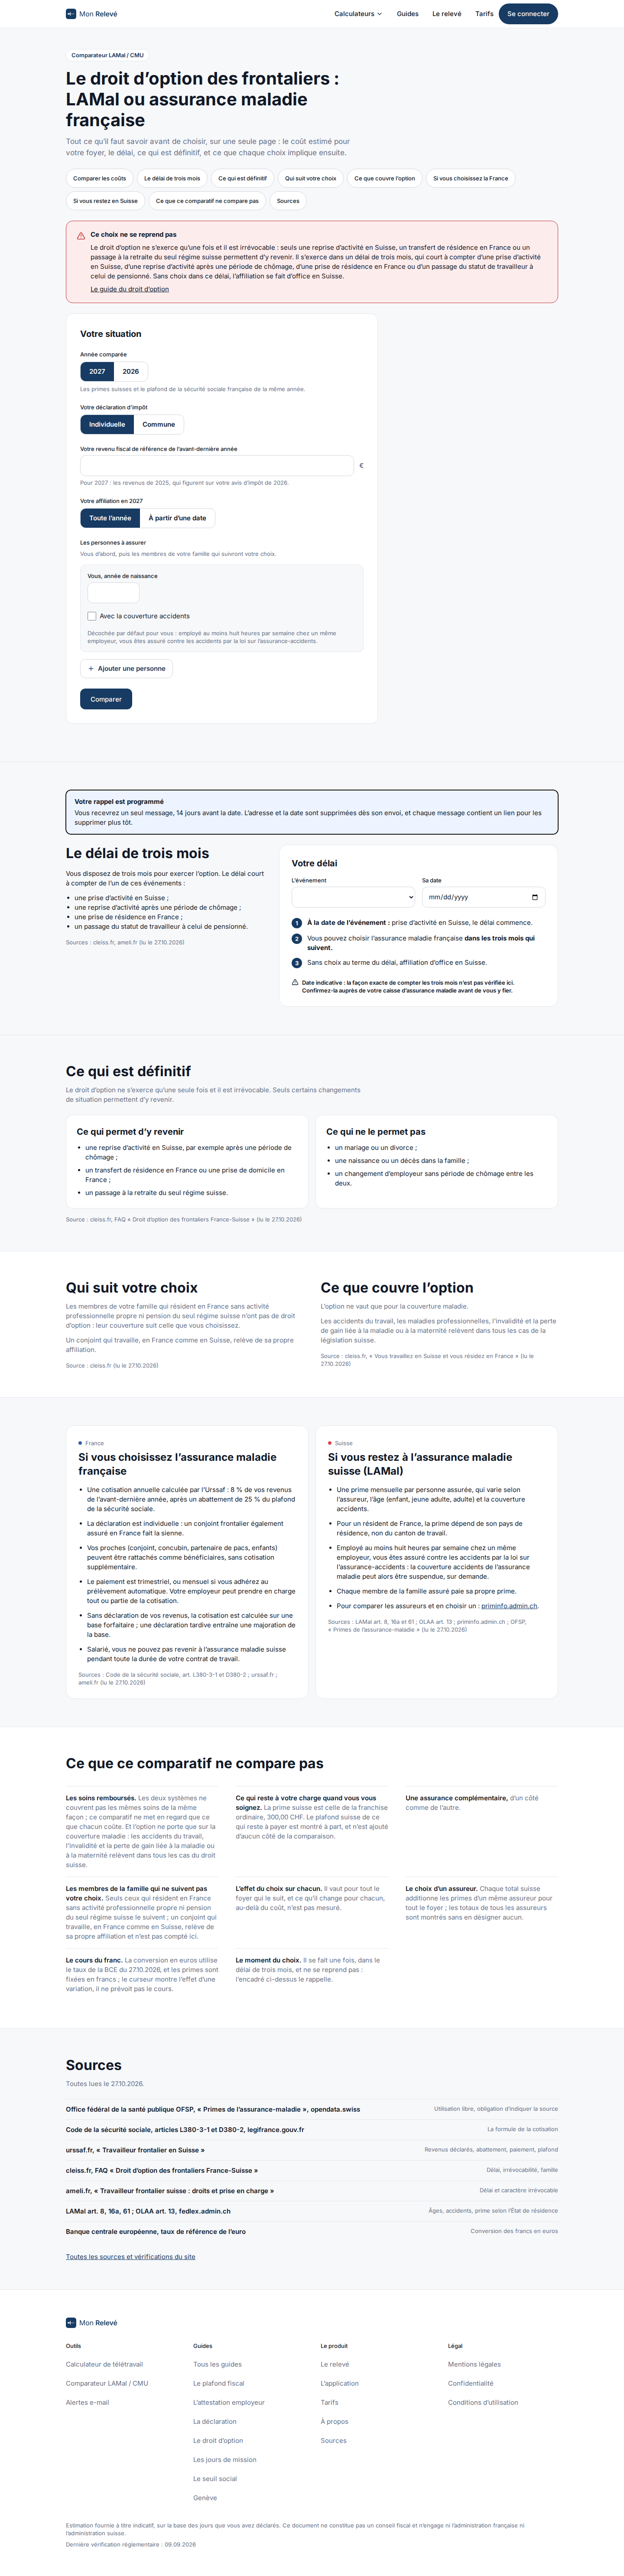 Mon Relevé
Calculateurs
Guides
Le relevé
Tarifs
Se connecter
Comparateur LAMal / CMU
Le droit d’option des frontaliers :
LAMal ou assurance maladie
française
Tout ce qu’il faut savoir avant de choisir, sur une seule page : le coût estimé pour
votre foyer, le délai, ce qui est définitif, et ce que chaque choix implique ensuite.
Comparer les coûts
Le délai de trois mois
Ce qui est définitif
Qui suit votre choix
Ce que couvre l’option
Si vous choisissez la France
Si vous restez en Suisse
Ce que ce comparatif ne compare pas
Sources
Ce choix ne se reprend pas
Le droit d’option ne s’exerce qu’une fois et il est irrévocable : seuls une reprise d’activité en Suisse, un transfert de résidence en France ou un
passage à la retraite du seul régime suisse permettent d’y revenir. Il s’exerce dans un délai de trois mois, qui court à compter d’une prise d’activité
en Suisse, d’une reprise d’activité après une période de chômage, d’une prise de résidence en France ou d’un passage du statut de travailleur à
celui de pensionné. Sans choix dans ce délai, l’affiliation se fait d’office en Suisse.
Le guide du droit d’option
Votre situation
Année comparée
2027
2026
Les primes suisses et le plafond de la sécurité sociale française de la même année.
Votre déclaration d’impôt
Individuelle
Commune
Votre revenu fiscal de référence de l’avant-dernière année
€
Pour 2027 : les revenus de 2025, qui figurent sur votre avis d’impôt de 2026.
Votre affiliation en 2027
Toute l’année
À partir d’une date
Les personnes à assurer
Vous d’abord, puis les membres de votre famille qui suivront votre choix.
Vous, année de naissance
Avec la couverture accidents
Décochée par défaut pour vous : employé au moins huit heures par semaine chez un même
employeur, vous êtes assuré contre les accidents par la loi sur l’assurance-accidents.
Ajouter une personne
Comparer
Votre rappel est programmé
Vous recevrez un seul message, 14 jours avant la date. L’adresse et la date sont supprimées dès son envoi, et chaque message contient un lien pour les
supprimer plus tôt.
Le délai de trois mois
Vous disposez de trois mois pour exercer l’option. Le délai court
à compter de l’un de ces événements :
• une prise d’activité en Suisse ;
• une reprise d’activité après une période de chômage ;
• une prise de résidence en France ;
• un passage du statut de travailleur à celui de pensionné.
Sources : cleiss.fr, ameli.fr (lu le 27.10.2026)
Votre délai
L’événement
Sa date
mm/dd/yyyy
1 À la date de l’événement : prise d’activité en Suisse, le délai commence.
2 Vous pouvez choisir l’assurance maladie française dans les trois mois qui
suivent.
3 Sans choix au terme du délai, affiliation d’office en Suisse.
Date indicative : la façon exacte de compter les trois mois n’est pas vérifiée ici.
Confirmez-la auprès de votre caisse d’assurance maladie avant de vous y fier.
Ce qui est définitif
Le droit d’option ne s’exerce qu’une seule fois et il est irrévocable. Seuls certains changements
de situation permettent d’y revenir.
Ce qui permet d’y revenir
• une reprise d’activité en Suisse, par exemple après une période de
chômage ;
• un transfert de résidence en France ou une prise de domicile en
France ;
• un passage à la retraite du seul régime suisse.
Ce qui ne le permet pas
• un mariage ou un divorce ;
• une naissance ou un décès dans la famille ;
• un changement d’employeur sans période de chômage entre les
deux.
Source : cleiss.fr, FAQ « Droit d’option des frontaliers France-Suisse » (lu le 27.10.2026)
Qui suit votre choix
Les membres de votre famille qui résident en France sans activité
professionnelle propre ni pension du seul régime suisse n’ont pas de droit
d’option : leur couverture suit celle que vous choisissez.
Un conjoint qui travaille, en France comme en Suisse, relève de sa propre
affiliation.
Source : cleiss.fr (lu le 27.10.2026)
Ce que couvre l’option
L’option ne vaut que pour la couverture maladie.
Les accidents du travail, les maladies professionnelles, l’invalidité et la perte
de gain liée à la maladie ou à la maternité relèvent dans tous les cas de la
législation suisse.
Source : cleiss.fr, « Vous travaillez en Suisse et vous résidez en France » (lu le
27.10.2026)
France
Si vous choisissez l’assurance maladie
française
• Une cotisation annuelle calculée par l’Urssaf : 8 % de vos revenus
de l’avant-dernière année, après un abattement de 25 % du plafond
de la sécurité sociale.
• La déclaration est individuelle : un conjoint frontalier également
assuré en France fait la sienne.
• Vos proches (conjoint, concubin, partenaire de pacs, enfants)
peuvent être rattachés comme bénéficiaires, sans cotisation
supplémentaire.
• Le paiement est trimestriel, ou mensuel si vous adhérez au
prélèvement automatique. Votre employeur peut prendre en charge
tout ou partie de la cotisation.
• Sans déclaration de vos revenus, la cotisation est calculée sur une
base forfaitaire ; une déclaration tardive entraîne une majoration de
la base.
• Salarié, vous ne pouvez pas revenir à l’assurance maladie suisse
pendant toute la durée de votre contrat de travail.
Sources : Code de la sécurité sociale, art. L380-3-1 et D380-2 ; urssaf.fr ;
ameli.fr (lu le 27.10.2026)
Suisse
Si vous restez à l’assurance maladie
suisse (LAMal)
• Une prime mensuelle par personne assurée, qui varie selon
l’assureur, l’âge (enfant, jeune adulte, adulte) et la couverture
accidents.
• Pour un résident de France, la prime dépend de son pays de
résidence, non du canton de travail.
• Employé au moins huit heures par semaine chez un même
employeur, vous êtes assuré contre les accidents par la loi sur
l’assurance-accidents : la couverture accidents de l’assurance
maladie peut alors être suspendue, sur demande.
• Chaque membre de la famille assuré paie sa propre prime.
• Pour comparer les assureurs et en choisir un : priminfo.admin.ch.
Sources : LAMal art. 8, 16a et 61 ; OLAA art. 13 ; priminfo.admin.ch ; OFSP,
« Primes de l’assurance-maladie » (lu le 27.10.2026)
Ce que ce comparatif ne compare pas
Les soins remboursés. Les deux systèmes ne
couvrent pas les mêmes soins de la même
façon ; ce comparatif ne met en regard que ce
que chacun coûte. Et l’option ne porte que sur la
couverture maladie : les accidents du travail,
l’invalidité et la perte de gain liée à la maladie ou
à la maternité relèvent dans tous les cas du droit
suisse.
Ce qui reste à votre charge quand vous vous
soignez. La prime suisse est celle de la franchise
ordinaire, 300,00 CHF. Le plafond suisse de ce
qui reste à payer est montré à part, et n’est ajouté
d’aucun côté de la comparaison.
Une assurance complémentaire, d’un côté
comme de l’autre.
Les membres de la famille qui ne suivent pas
votre choix. Seuls ceux qui résident en France
sans activité professionnelle propre ni pension
du seul régime suisse le suivent ; un conjoint qui
travaille, en France comme en Suisse, relève de
sa propre affiliation et n’est pas compté ici.
L’effet du choix sur chacun. Il vaut pour tout le
foyer qui le suit, et ce qu’il change pour chacun,
au-delà du coût, n’est pas mesuré.
Le choix d’un assureur. Chaque total suisse
additionne les primes d’un même assureur pour
tout le foyer ; les totaux de tous les assureurs
sont montrés sans en désigner aucun.
Le cours du franc. La conversion en euros utilise
le taux de la BCE du 27.10.2026, et les primes sont
fixées en francs ; le curseur montre l’effet d’une
variation, il ne prévoit pas le cours.
Le moment du choix. Il se fait une fois, dans le
délai de trois mois, et ne se reprend pas :
l’encadré ci-dessus le rappelle.
Sources
Toutes lues le 27.10.2026.
Office fédéral de la santé publique OFSP, « Primes de l’assurance-maladie », opendata.swiss
Utilisation libre, obligation d’indiquer la source
Code de la sécurité sociale, articles L380-3-1 et D380-2, legifrance.gouv.fr
La formule de la cotisation
urssaf.fr, « Travailleur frontalier en Suisse »
Revenus déclarés, abattement, paiement, plafond
cleiss.fr, FAQ « Droit d’option des frontaliers France-Suisse »
Délai, irrévocabilité, famille
ameli.fr, « Travailleur frontalier suisse : droits et prise en charge »
Délai et caractère irrévocable
LAMal art. 8, 16a, 61 ; OLAA art. 13, fedlex.admin.ch
Âges, accidents, prime selon l’État de résidence
Banque centrale européenne, taux de référence de l’euro
Conversion des francs en euros
Toutes les sources et vérifications du site
Mon Relevé
Outils
Calculateur de télétravail
Comparateur LAMal / CMU
Alertes e-mail
Guides
Tous les guides
Le plafond fiscal
L’attestation employeur
La déclaration
Le droit d’option
Les jours de mission
Le seuil social
Genève
Le produit
Le relevé
L’application
Tarifs
À propos
Sources
Légal
Mentions légales
Confidentialité
Conditions d’utilisation
Estimation fournie à titre indicatif, sur la base des jours que vous avez déclarés. Ce document ne constitue pas un conseil fiscal et n’engage ni l’administration française ni
l’administration suisse.
Dernière vérification réglementaire : 09.09.2026